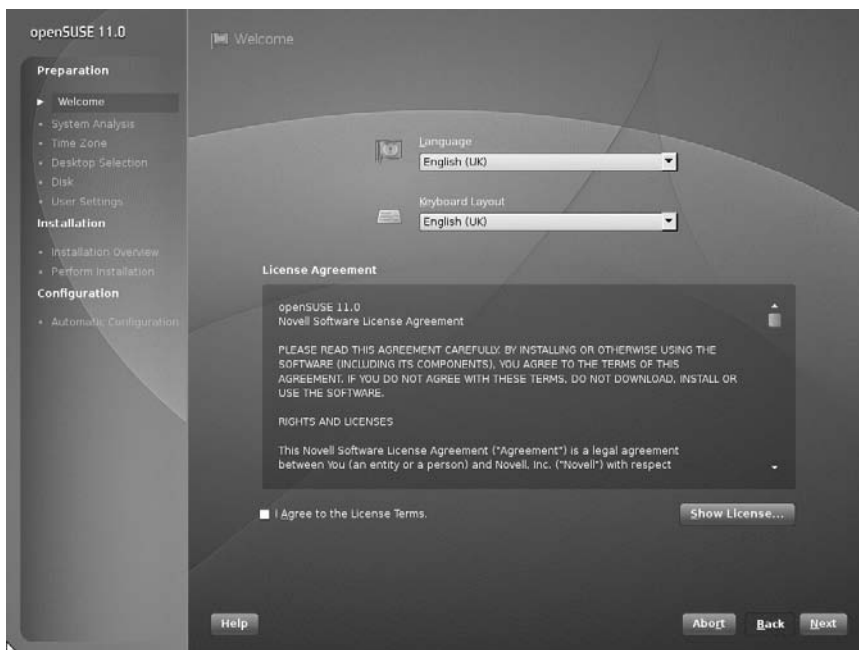 openSUSE 11.0
Preparation
Welcome
System Analysis
Time Zone
Desktop Selection
Disk
User Settings
Installation
Installation Overview
Perform Installation
Configuration
Automatic Configuration
Welcome
Language
English (UK)
Keyboard Layout
English (UK)
License Agreement
openSUSE 11.0
Novell Software License Agreement
PLEASE READ THIS AGREEMENT CAREFULLY. BY INSTALLING OR OTHERWISE USING THE
SOFTWARE (INCLUDING ITS COMPONENTS), YOU AGREE TO THE TERMS OF THIS
AGREEMENT. IF YOU DO NOT AGREE WITH THESE TERMS, DO NOT DOWNLOAD, INSTALL OR
USE THE SOFTWARE.
RIGHTS AND LICENSES
This Novell Software License Agreement ("Agreement") is a legal agreement
between You (an entity or a person) and Novell, Inc. ("Novell") with respect
I Agree to the License Terms.
Show License...
Help
Abort
Back
Next